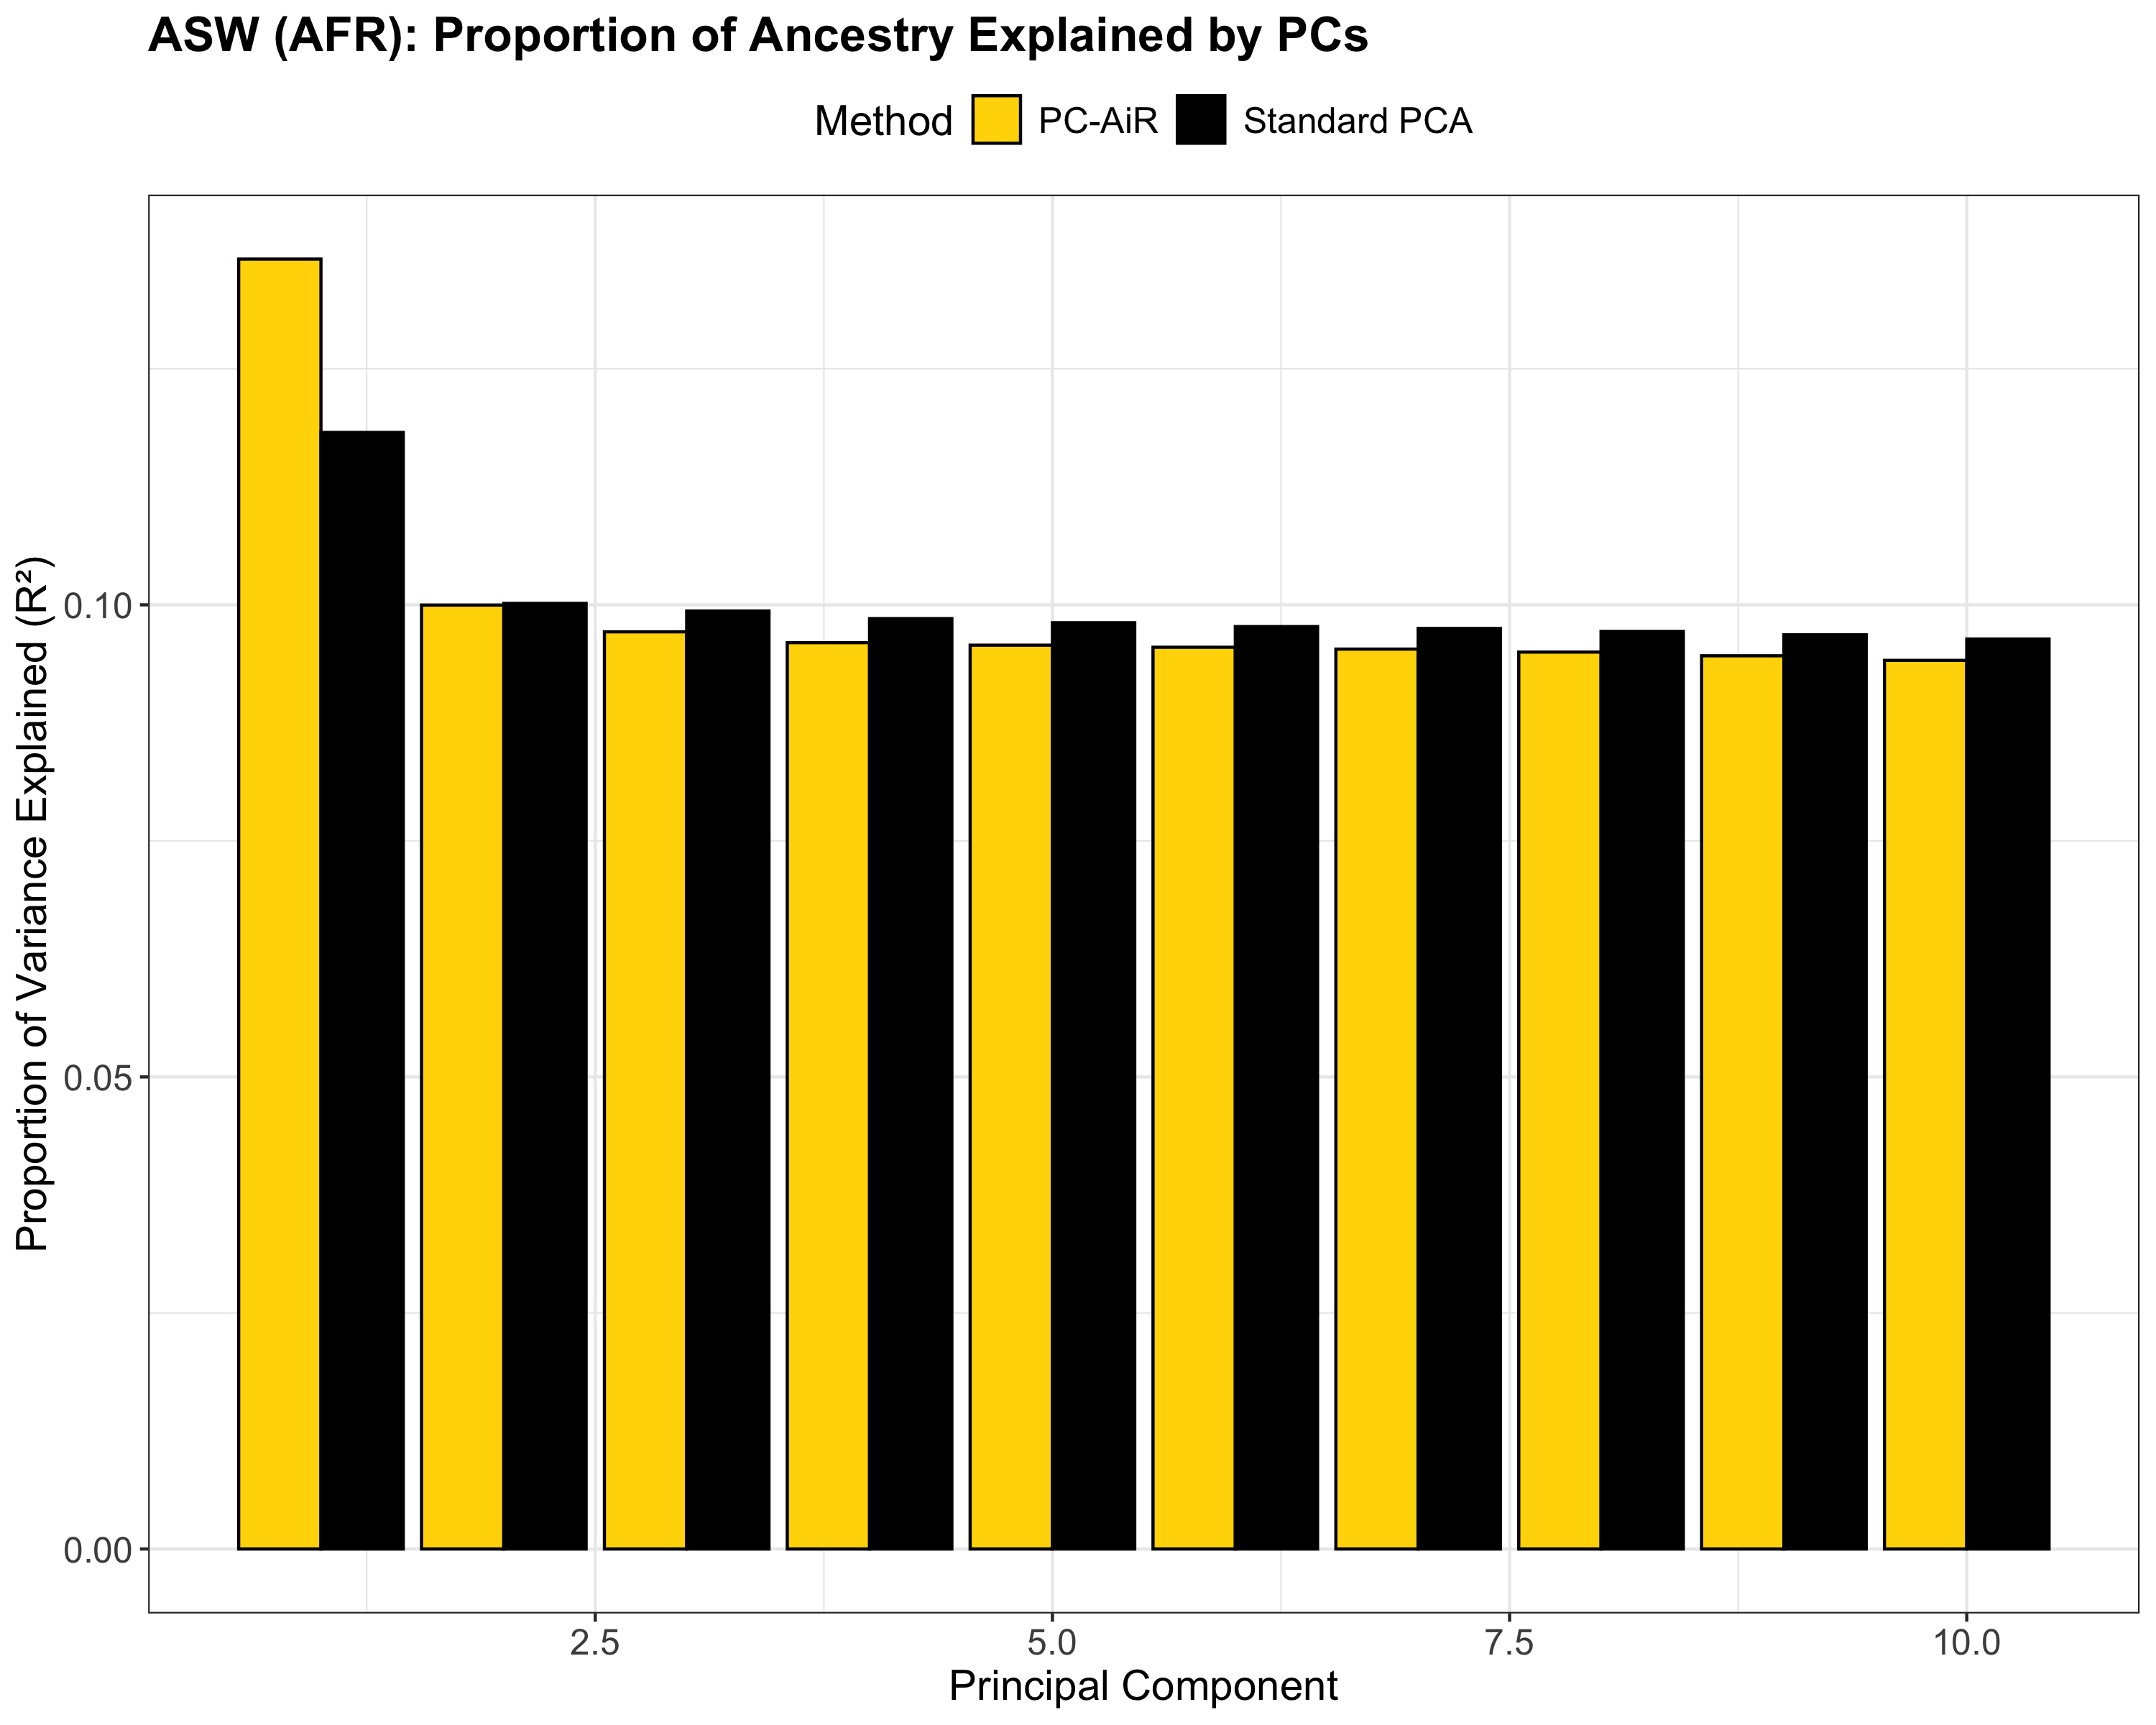 ASW (AFR): Proportion of Ancestry Explained by PCs
Method PC-AiR Standard PCA
Proportion of Variance Explained (R²)
0.10
0.05
0.00
2.5 5.0 7.5 10.0
Principal Component